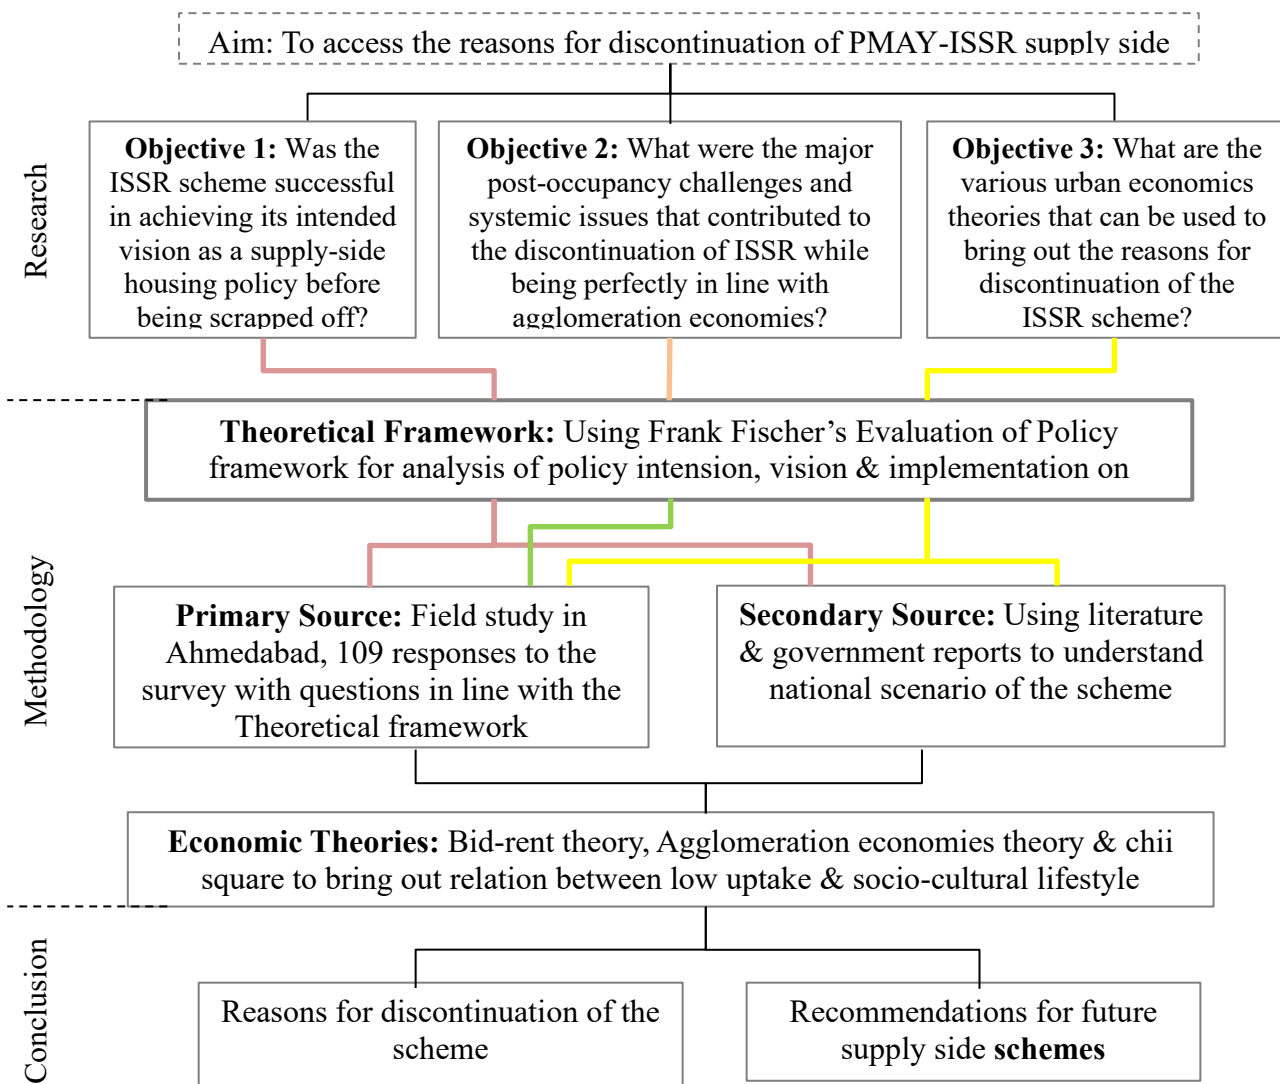 Aim: To access the reasons for discontinuation of PMAY-ISSR supply side
Research
Objective 1: Was the
ISSR scheme successful
in achieving its intended
vision as a supply-side
housing policy before
being scrapped off?
Objective 2: What were the major
post-occupancy challenges and
systemic issues that contributed to
the discontinuation of ISSR while
being perfectly in line with
agglomeration economies?
Objective 3: What are the
various urban economics
theories that can be used to
bring out the reasons for
discontinuation of the
ISSR scheme?
Theoretical Framework: Using Frank Fischer’s Evaluation of Policy
framework for analysis of policy intension, vision & implementation on
Methodology
Primary Source: Field study in
Ahmedabad, 109 responses to the
survey with questions in line with the
Theoretical framework
Secondary Source: Using literature
& government reports to understand
national scenario of the scheme
Economic Theories: Bid-rent theory, Agglomeration economies theory & chii
square to bring out relation between low uptake & socio-cultural lifestyle
Conclusion
Reasons for discontinuation of the
scheme
Recommendations for future
supply side schemes